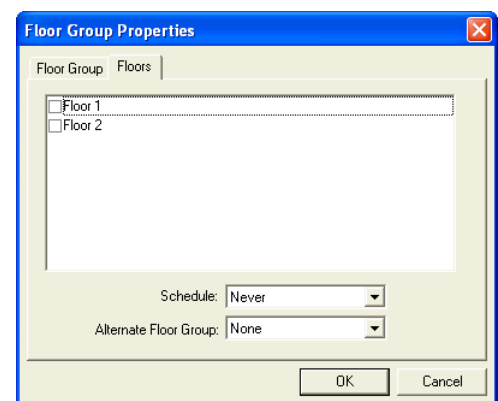 Floor Group Properties
Floor Group Floors
Floor 1
Floor 2
Schedule: Never
Alternate Floor Group: None
OK Cancel